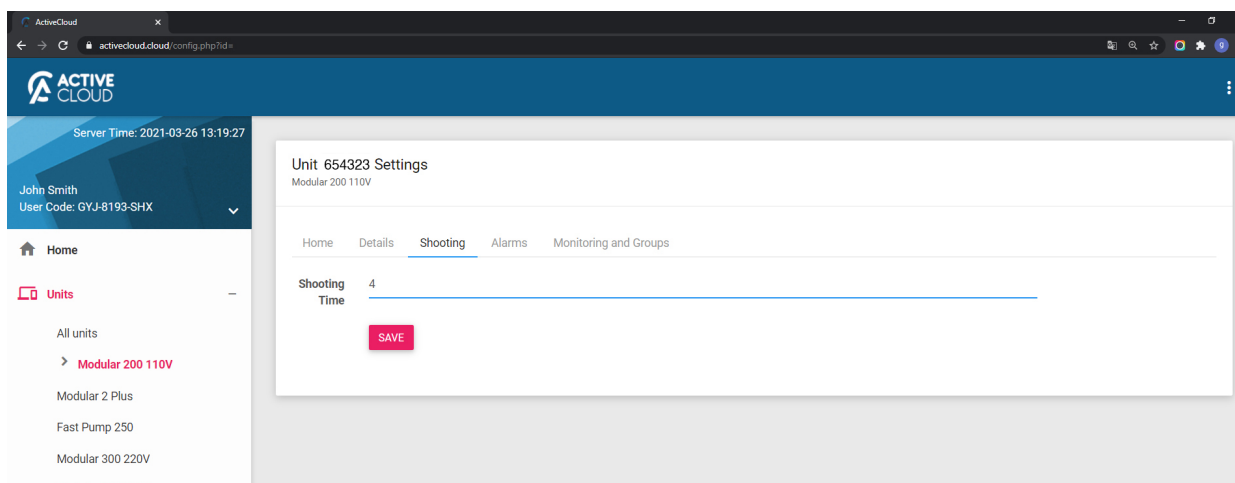 ActiveCloud
activecloud.cloud/config.php?id=
g
ACTIVE
CLOUD
Server Time: 2021-03-26 13:19:27
John Smith
User Code: GYJ-8193-SHX
Home
Units
All units
Modular 200 110V
Modular 2 Plus
Fast Pump 250
Modular 300 220V
Unit 654323 Settings
Modular 200 110V
Home Details Shooting Alarms Monitoring and Groups
Shooting
Time
4
SAVE